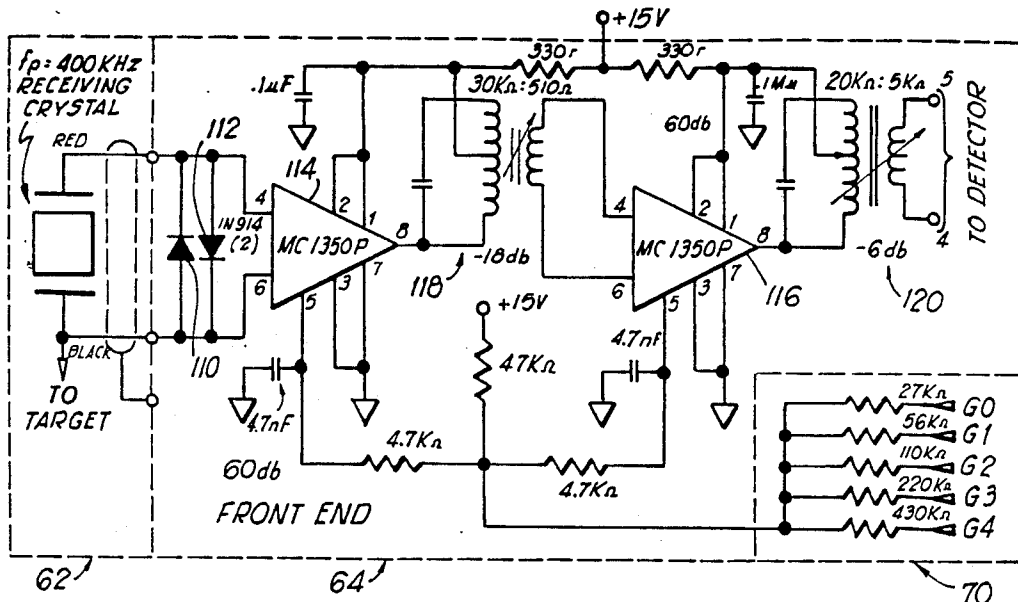 +15V
fp = 400KHz
RECEIVING
CRYSTAL
112
RED
.1µF
330r
330r
30KΩ:510Ω
.1Mµ
20KΩ:5KΩ
5
60db
114
4
2
1
1N914
(2)
MC1350P
8
7
6
5
3
118
-18db
4
2
1
MC1350P
8
7
6
5
3
116
-6db
120
4
TO DETECTOR
BLACK
110
TO
TARGET
4.7nF
+15V
47KΩ
4.7nF
60db
4.7KΩ
4.7KΩ
FRONT END
27KΩ G0
56KΩ G1
110KΩ G2
220KΩ G3
430KΩ G4
62
64
70